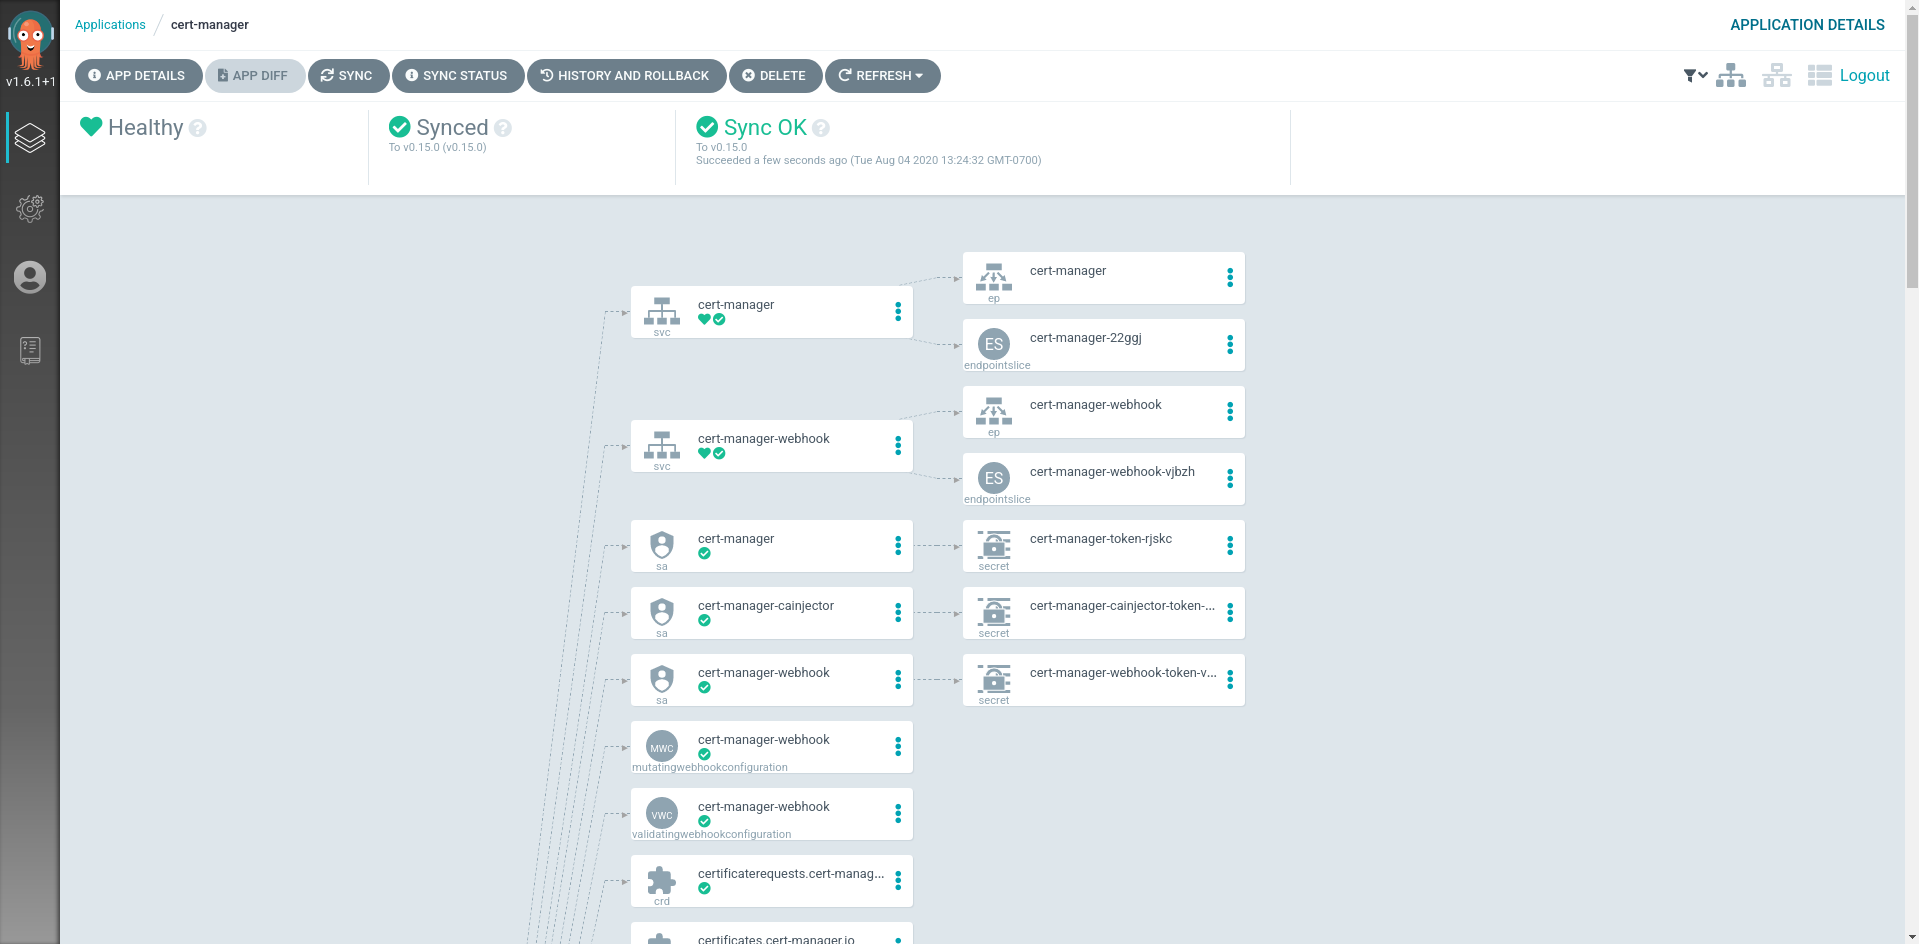 Applications / cert-manager
APPLICATION DETAILS
v1.6.1+1
APP DETAILS
APP DIFF
SYNC
SYNC STATUS
HISTORY AND ROLLBACK
DELETE
REFRESH
Logout
Healthy
Synced
To v0.15.0 (v0.15.0)
Sync OK
To v0.15.0
Succeeded a few seconds ago (Tue Aug 04 2020 13:24:32 GMT-0700)
cert-manager
ep
cert-manager
svc
cert-manager-22ggj
ES
endpointslice
cert-manager-webhook
ep
cert-manager-webhook
svc
cert-manager-webhook-vjbzh
ES
endpointslice
cert-manager
sa
cert-manager-token-rjskc
secret
cert-manager-cainjector
sa
cert-manager-cainjector-token-...
secret
cert-manager-webhook
sa
cert-manager-webhook-token-v...
secret
cert-manager-webhook
MWC
mutatingwebhookconfiguration
cert-manager-webhook
VWC
validatingwebhookconfiguration
certificaterequests.cert-manag...
crd
certificates.cert-manager.io